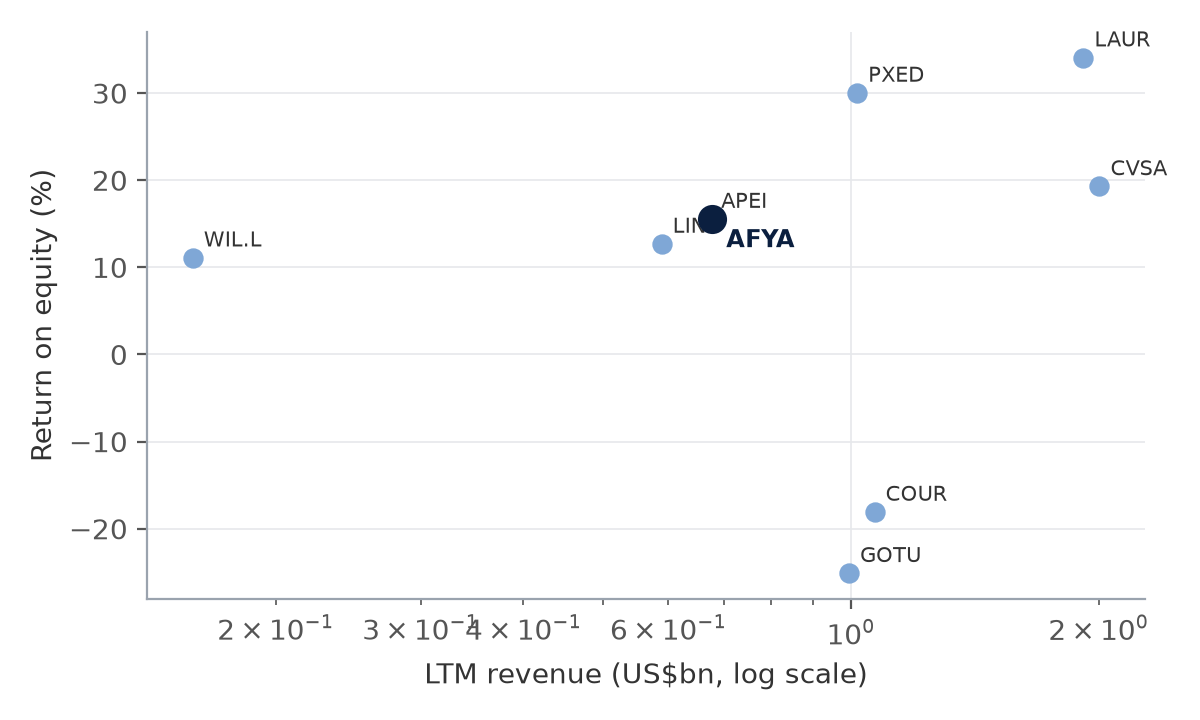 LAUR
PXED
30
CVSA
20
APEI
LIN
AFYA
WIL.L
10
0
−10
COUR
−20
GOTU
Return on equity (%)
2 × 10⁻¹ 3 × 10⁻¹ 4 × 10⁻¹ 6 × 10⁻¹ 10⁰ 2 × 10⁰
LTM revenue (US$bn, log scale)